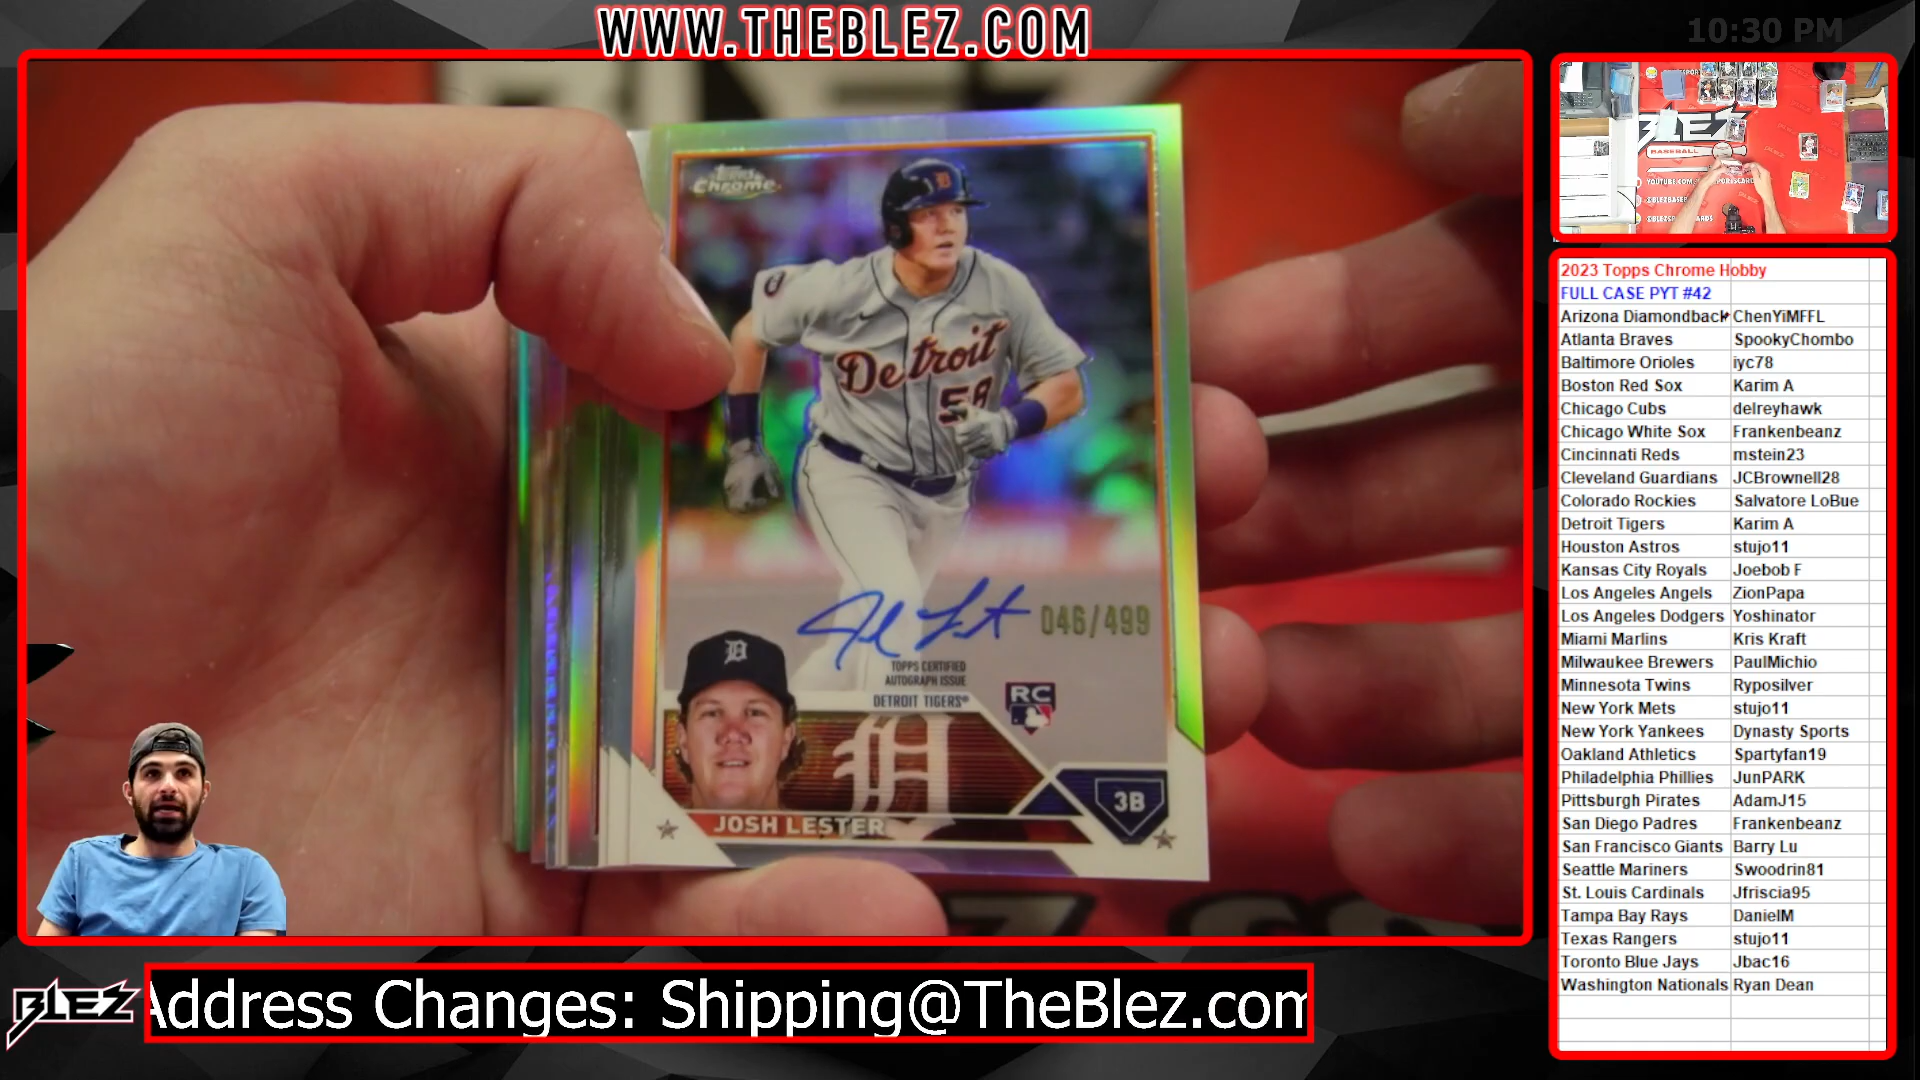 WWW.THEBLEZ.COM
10:30 PM
Topps
Chrome
Detroit
58
046/499
TOPPS CERTIFIED
AUTOGRAPH ISSUE
DETROIT TIGERS®
RC
3B
JOSH LESTER
BLEZ
BASEBALL
2023 Topps Chrome Hobby
FULL CASE PYT #42
Arizona Diamondback ChenYiMFFL
Atlanta Braves SpookyChombo
Baltimore Orioles iyc78
Boston Red Sox Karim A
Chicago Cubs delreyhawk
Chicago White Sox Frankenbeanz
Cincinnati Reds mstein23
Cleveland Guardians JCBrownell28
Colorado Rockies Salvatore LoBue
Detroit Tigers Karim A
Houston Astros stujo11
Kansas City Royals Joebob F
Los Angeles Angels ZionPapa
Los Angeles Dodgers Yoshinator
Miami Marlins Kris Kraft
Milwaukee Brewers PaulMichio
Minnesota Twins Ryposilver
New York Mets stujo11
New York Yankees Dynasty Sports
Oakland Athletics Spartyfan19
Philadelphia Phillies JunPARK
Pittsburgh Pirates AdamJ15
San Diego Padres Frankenbeanz
San Francisco Giants Barry Lu
Seattle Mariners Swoodrin81
St. Louis Cardinals Jfriscia95
Tampa Bay Rays DanielM
Texas Rangers stujo11
Toronto Blue Jays Jbac16
Washington Nationals Ryan Dean
BLEZ
Address Changes: Shipping@TheBlez.com